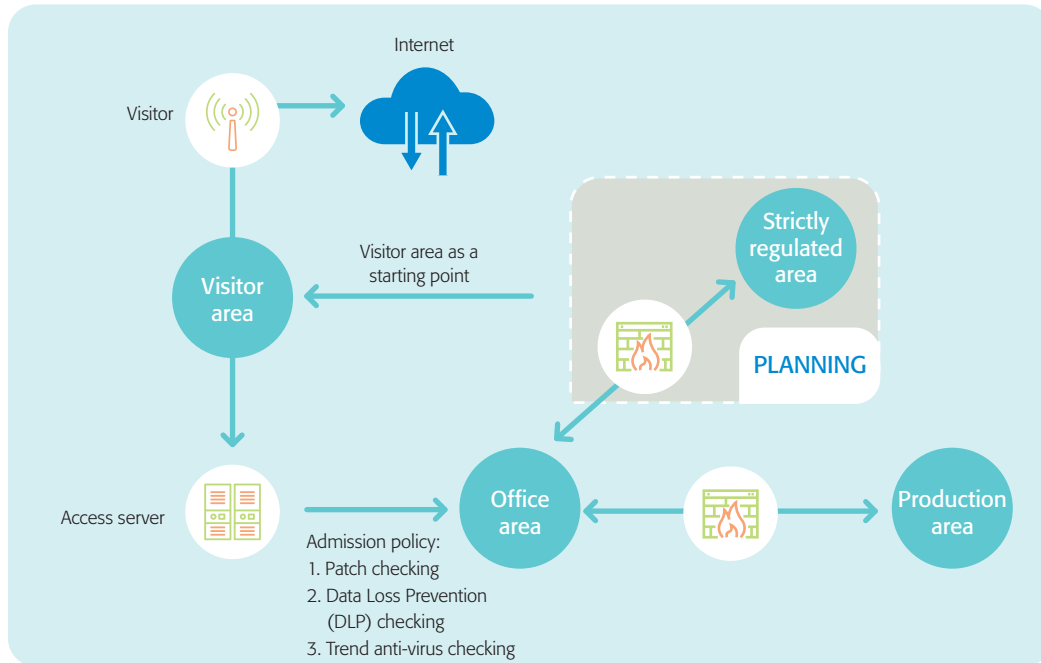 Internet
Visitor
Strictly
regulated
area
Visitor area as a
starting point
Visitor
area
PLANNING
Access server
Office
area
Production
area
Admission policy:
1. Patch checking
2. Data Loss Prevention
(DLP) checking
3. Trend anti-virus checking